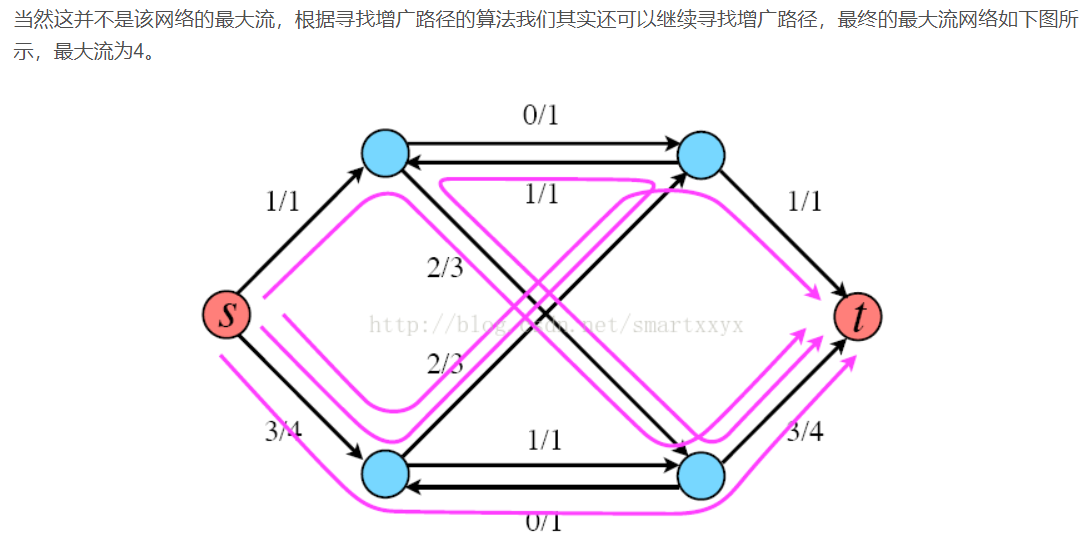 当然这并不是该网络的最大流，根据寻找增广路径的算法我们其实还可以继续寻找增广路径，最终的最大流网络如下图所
示，最大流为4。
0/1
1/1
1/1
1/1
2/3
s
http://blog.csdn.net/smartxxyx
t
2/3
3/4
1/1
3/4
0/1